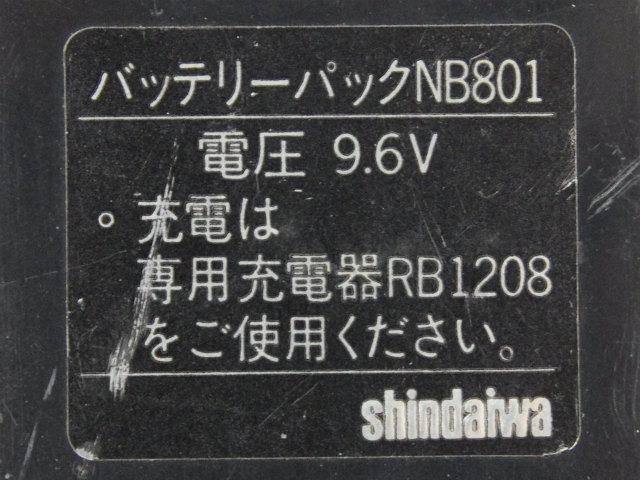 バッテリーパックNB801
電圧 9.6V
。充電は
専用充電器RB1208
をご使用ください。
shindaiwa